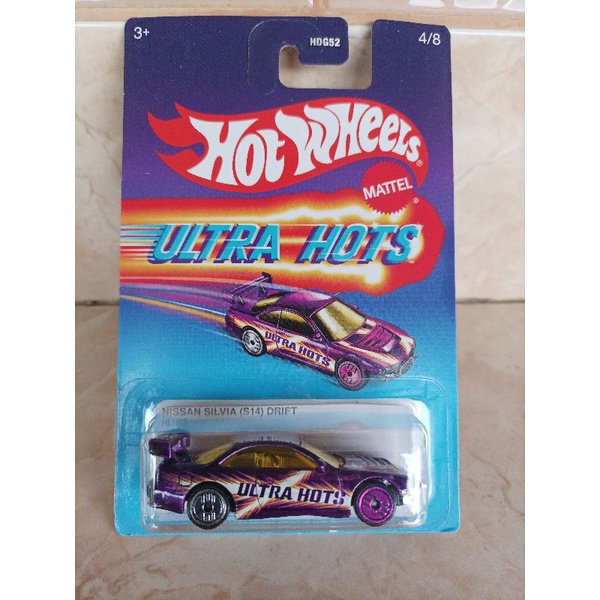 3+
HDG52
4/8
Hot Wheels®
MATTEL
®
ULTRA HOTS
ULTRA HOTS
NISSAN SILVIA (S14) DRIFT
ULTRA HOTS